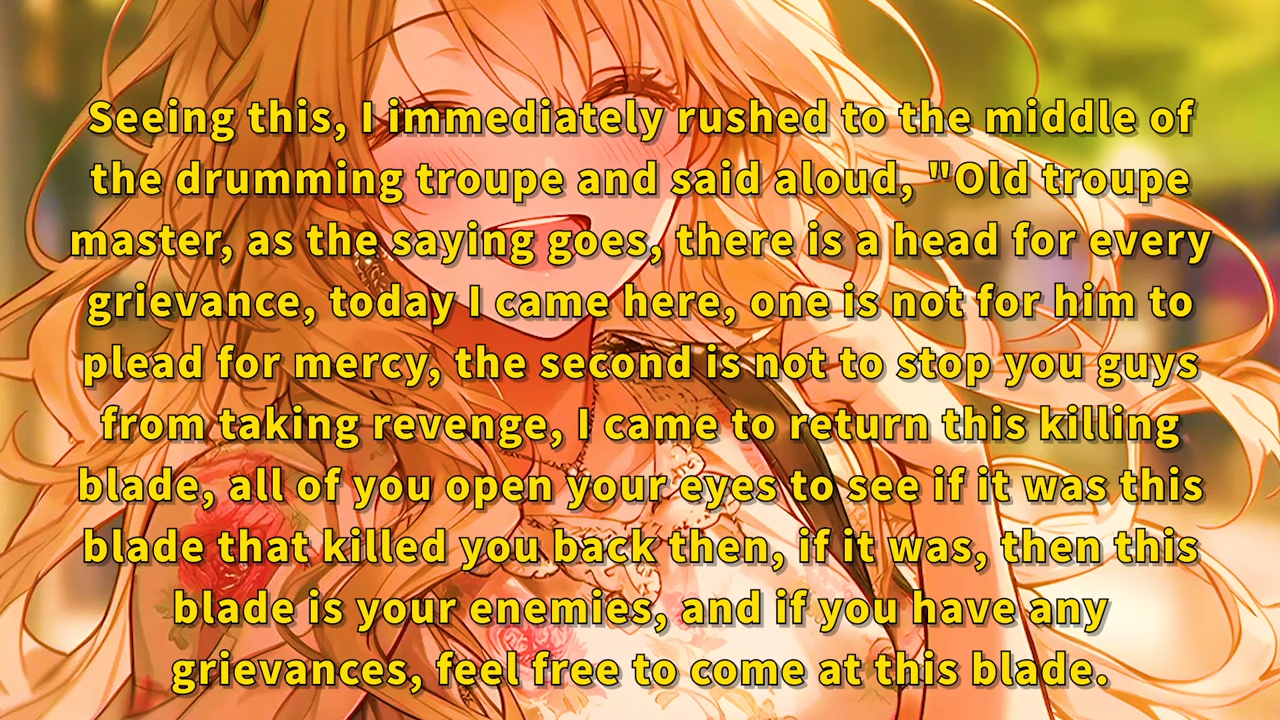 Seeing this, I immediately rushed to the middle of
the drumming troupe and said aloud, "Old troupe
master, as the saying goes, there is a head for every
grievance, today I came here, one is not for him to
plead for mercy, the second is not to stop you guys
from taking revenge, I came to return this killing
blade, all of you open your eyes to see if it was this
blade that killed you back then, if it was, then this
blade is your enemies, and if you have any
grievances, feel free to come at this blade.